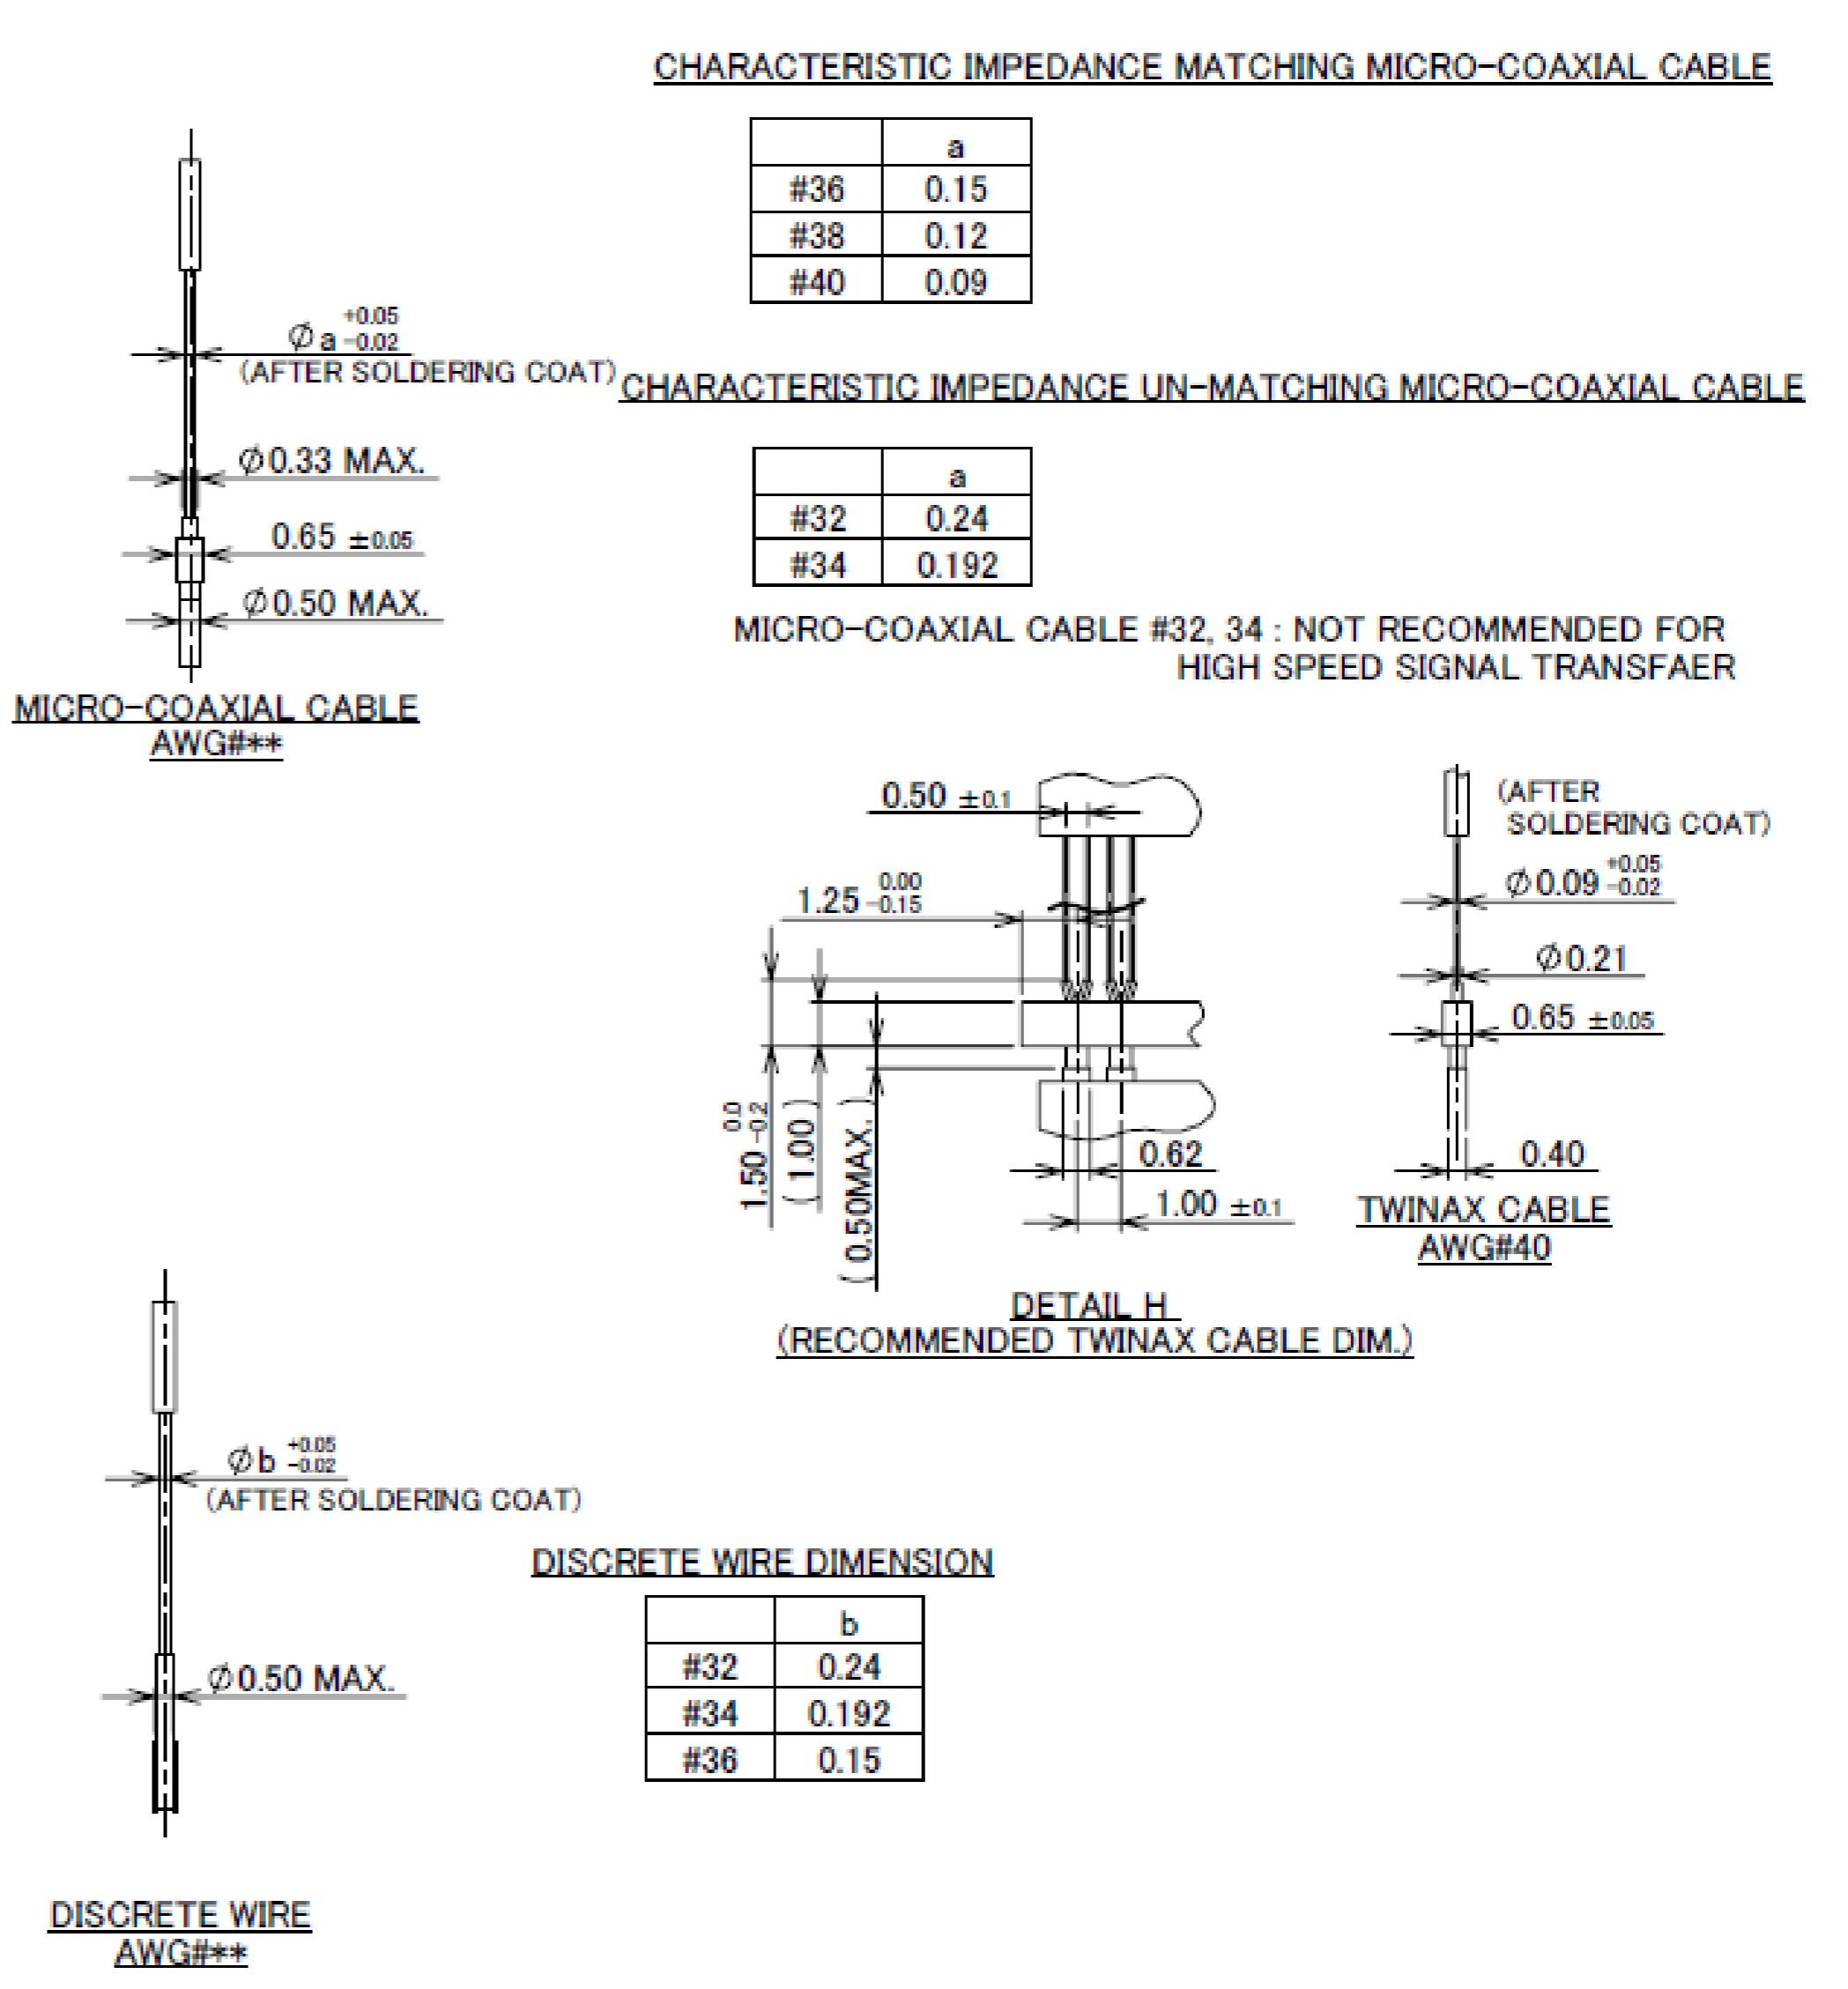 CHARACTERISTIC IMPEDANCE MATCHING MICRO-COAXIAL CABLE
a
#36 0.15
#38 0.12
#40 0.09
∅a +0.05 -0.02
(AFTER SOLDERING COAT)
∅0.33 MAX.
0.65 ±0.05
∅0.50 MAX.
MICRO-COAXIAL CABLE
AWG#**
CHARACTERISTIC IMPEDANCE UN-MATCHING MICRO-COAXIAL CABLE
a
#32 0.24
#34 0.192
MICRO-COAXIAL CABLE #32, 34 : NOT RECOMMENDED FOR
HIGH SPEED SIGNAL TRANSFAER
0.50 ±0.1
1.25 0.00 -0.15
1.50 0.0 -0.2
( 1.00 )
( 0.50MAX. )
0.62
1.00 ±0.1
DETAIL H
(RECOMMENDED TWINAX CABLE DIM.)
(AFTER
SOLDERING COAT)
∅0.09 +0.05 -0.02
∅0.21
0.65 ±0.05
0.40
TWINAX CABLE
AWG#40
∅b +0.05 -0.02
(AFTER SOLDERING COAT)
∅0.50 MAX.
DISCRETE WIRE
AWG#**
DISCRETE WIRE DIMENSION
b
#32 0.24
#34 0.192
#36 0.15